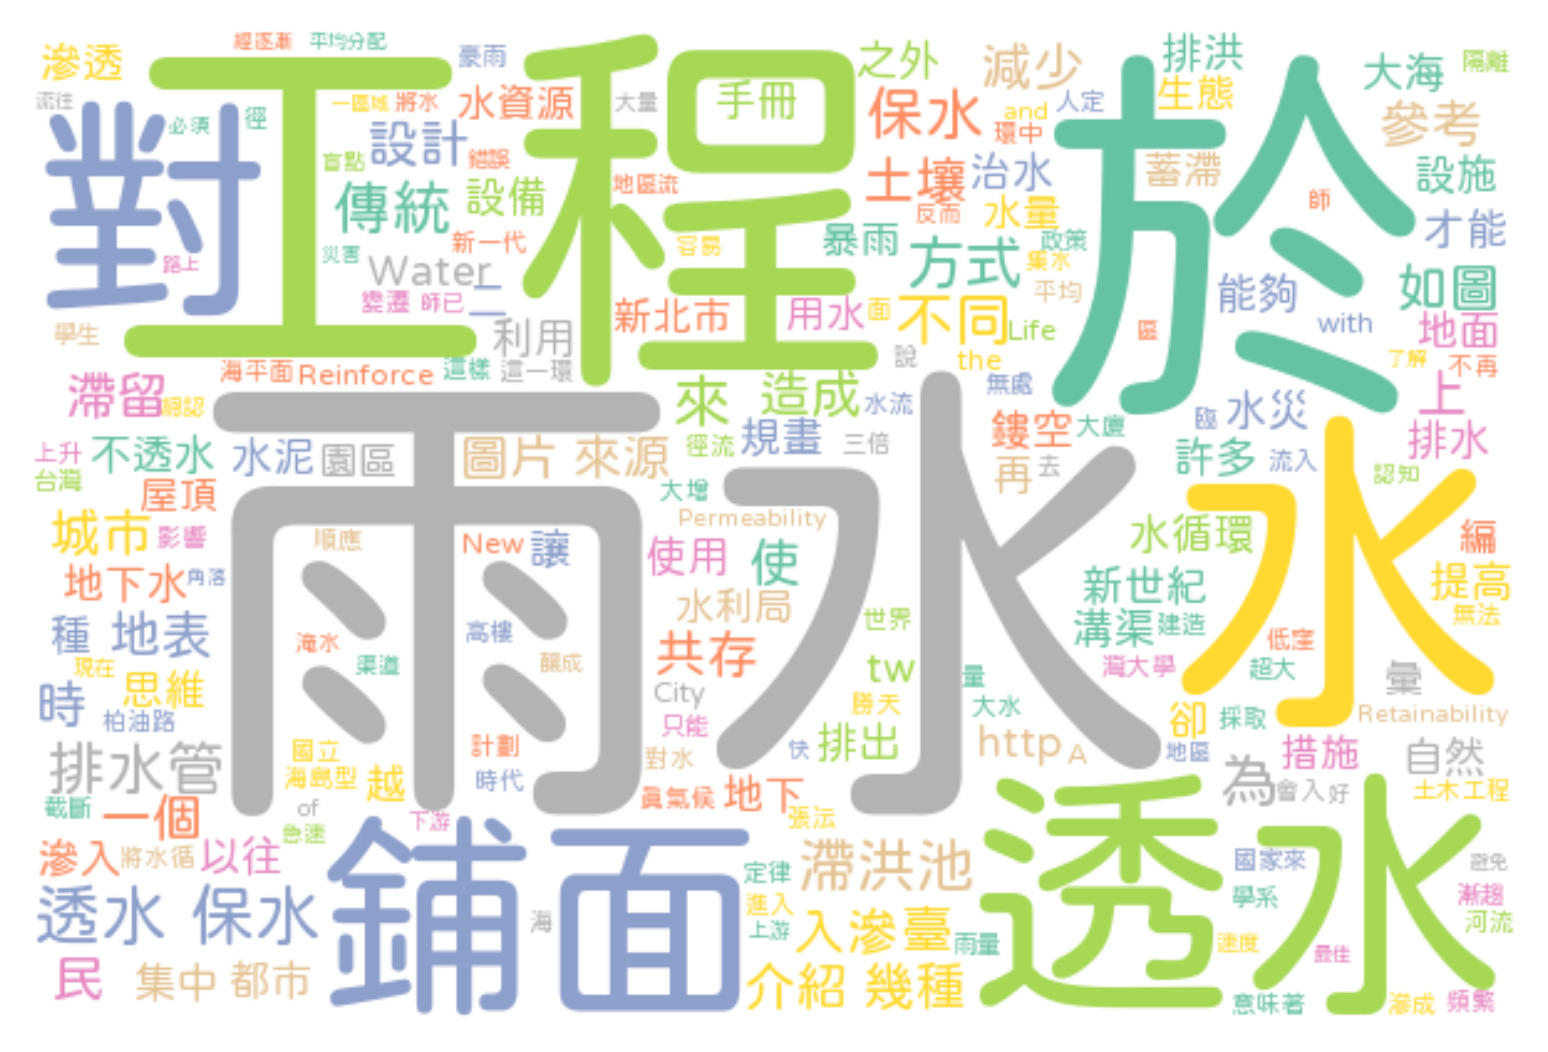 經逐漸 平均分配
滲透
豪雨
之外
減少
排洪
大海
隔離
流往
一區域
將水
水資源
大量
手冊
保水
and
人定
生態
參考
對
工程
於
必須
徑
設計
錯誤
盲點
環中
土壤
治水
蓄滯
設施
傳統
設備
地區流
反而
水量
師
才能
新一代
容易
暴雨
方式
政策
災害
路上
Water
集水
能夠
如圖
變遷
師已
二
新北市
用水
面
不同
平均
Life
with
地面
區
學生
利用
說
the
了解
不再
海平面
Reinforce
這樣
這一環
無處
滯留
來
造成
水流
上
臨
水災
雨水
鏤空
大廈
排水
上升
不透水
水泥
園區
圖片 來源
徑流
規畫
三倍
再
去
許多
流入
認知
台灣
屋頂
大增
水
城市
影響
順應
New
讓
Permeability
使用
使
水循環
編
地下水
角落
水利局
新世紀
提高
種
地表
高樓
世界
溝渠
建造
無法
淹水
渠道
釀成
共存
tw
灣大學
低窪
超大
現在
思維
City
量
彙
時
柏油路
只能
勝天
大水
卻
採取
Retainability
排水管
國立
計劃
對水
快
排出
http
A
地區
措施
自然
海島型
越
時代
地下
為
會入
好
土木工程
截斷
一個
of
急速
下游
張法
透水
滲入
將水循
以往
鋪面
定律
滯洪池
國家來
避免
透水 保水
海
進入
上游
入滲
臺
雨量
學系
漸趨
河流
速度
最佳
民
集中
都市
介紹
幾種
意味著
滲成
頻繁